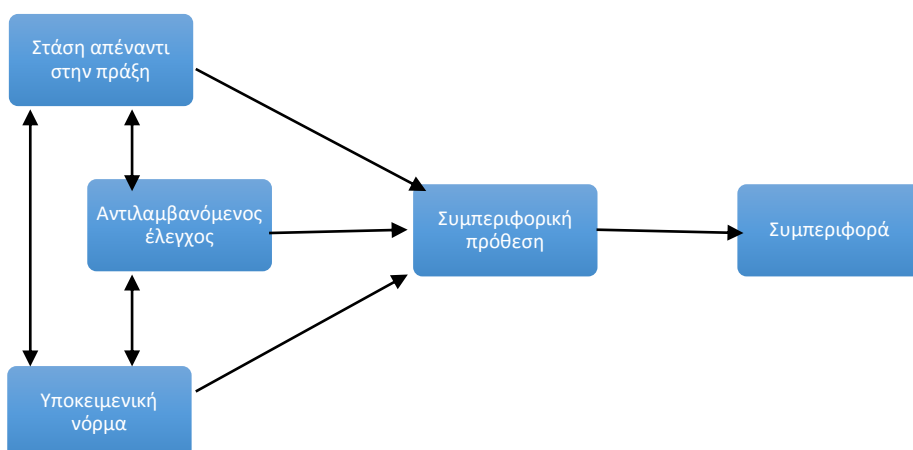 Στάση απέναντι
στην πράξη
Αντιλαμβανόμενος
έλεγχος
Συμπεριφορική
πρόθεση
Συμπεριφορά
Υποκειμενική
νόρμα